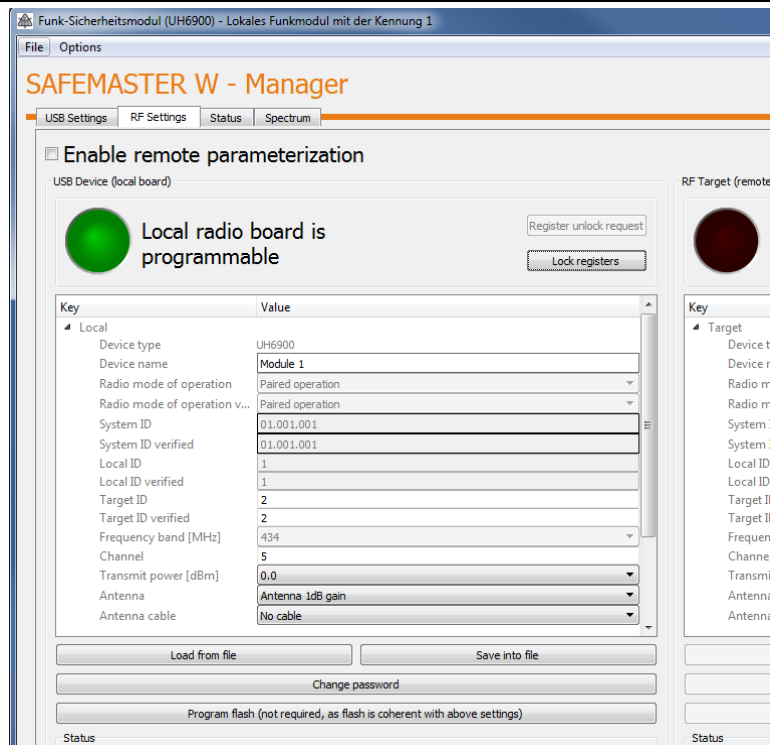 Funk-Sicherheitsmodul (UH6900) - Lokales Funkmodul mit der Kennung 1
File Options
SAFEMASTER W - Manager
USB Settings RF Settings Status Spectrum
Enable remote parameterization
USB Device (local board)
Local radio board is
programmable
Register unlock request
Lock registers
Key Value
Local
Device type UH6900
Device name Module 1
Radio mode of operation Paired operation
Radio mode of operation v... Paired operation
System ID 01.001.001
System ID verified 01.001.001
Local ID 1
Local ID verified 1
Target ID 2
Target ID verified 2
Frequency band [MHz] 434
Channel 5
Transmit power [dBm] 0.0
Antenna Antenna 1dB gain
Antenna cable No cable
Load from file Save into file
Change password
Program flash (not required, as flash is coherent with above settings)
Status
RF Target (remote
Key
Target
Device t
Device r
Radio m
Radio m
System
System
Local ID
Local ID
Target I
Target I
Frequen
Channe
Transmi
Antenna
Antenna
Status